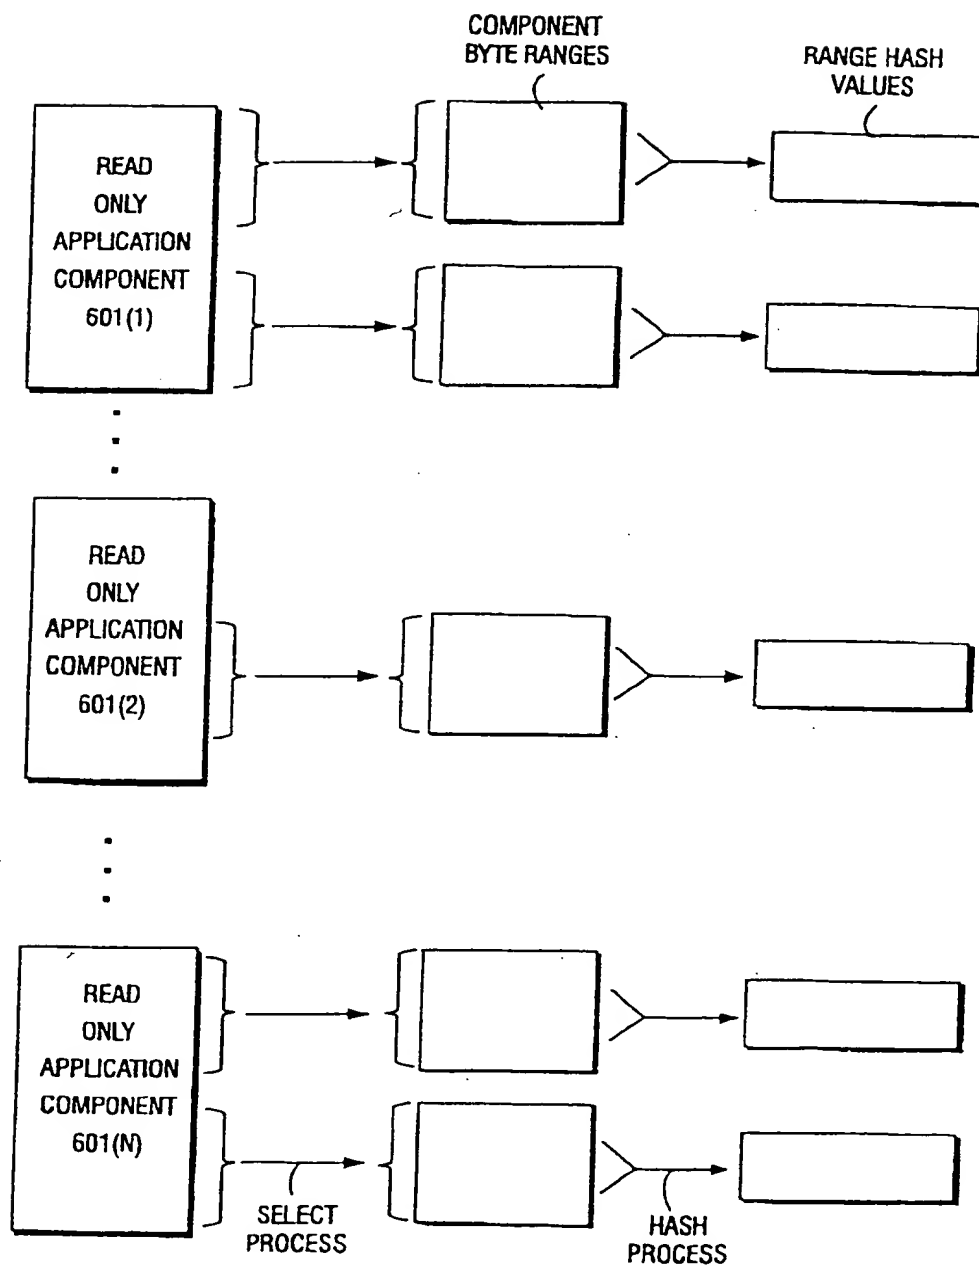 COMPONENT
BYTE RANGES
RANGE HASH
VALUES
READ
ONLY
APPLICATION
COMPONENT
601(1)
READ
ONLY
APPLICATION
COMPONENT
601(2)
READ
ONLY
APPLICATION
COMPONENT
601(N)
SELECT
PROCESS
HASH
PROCESS